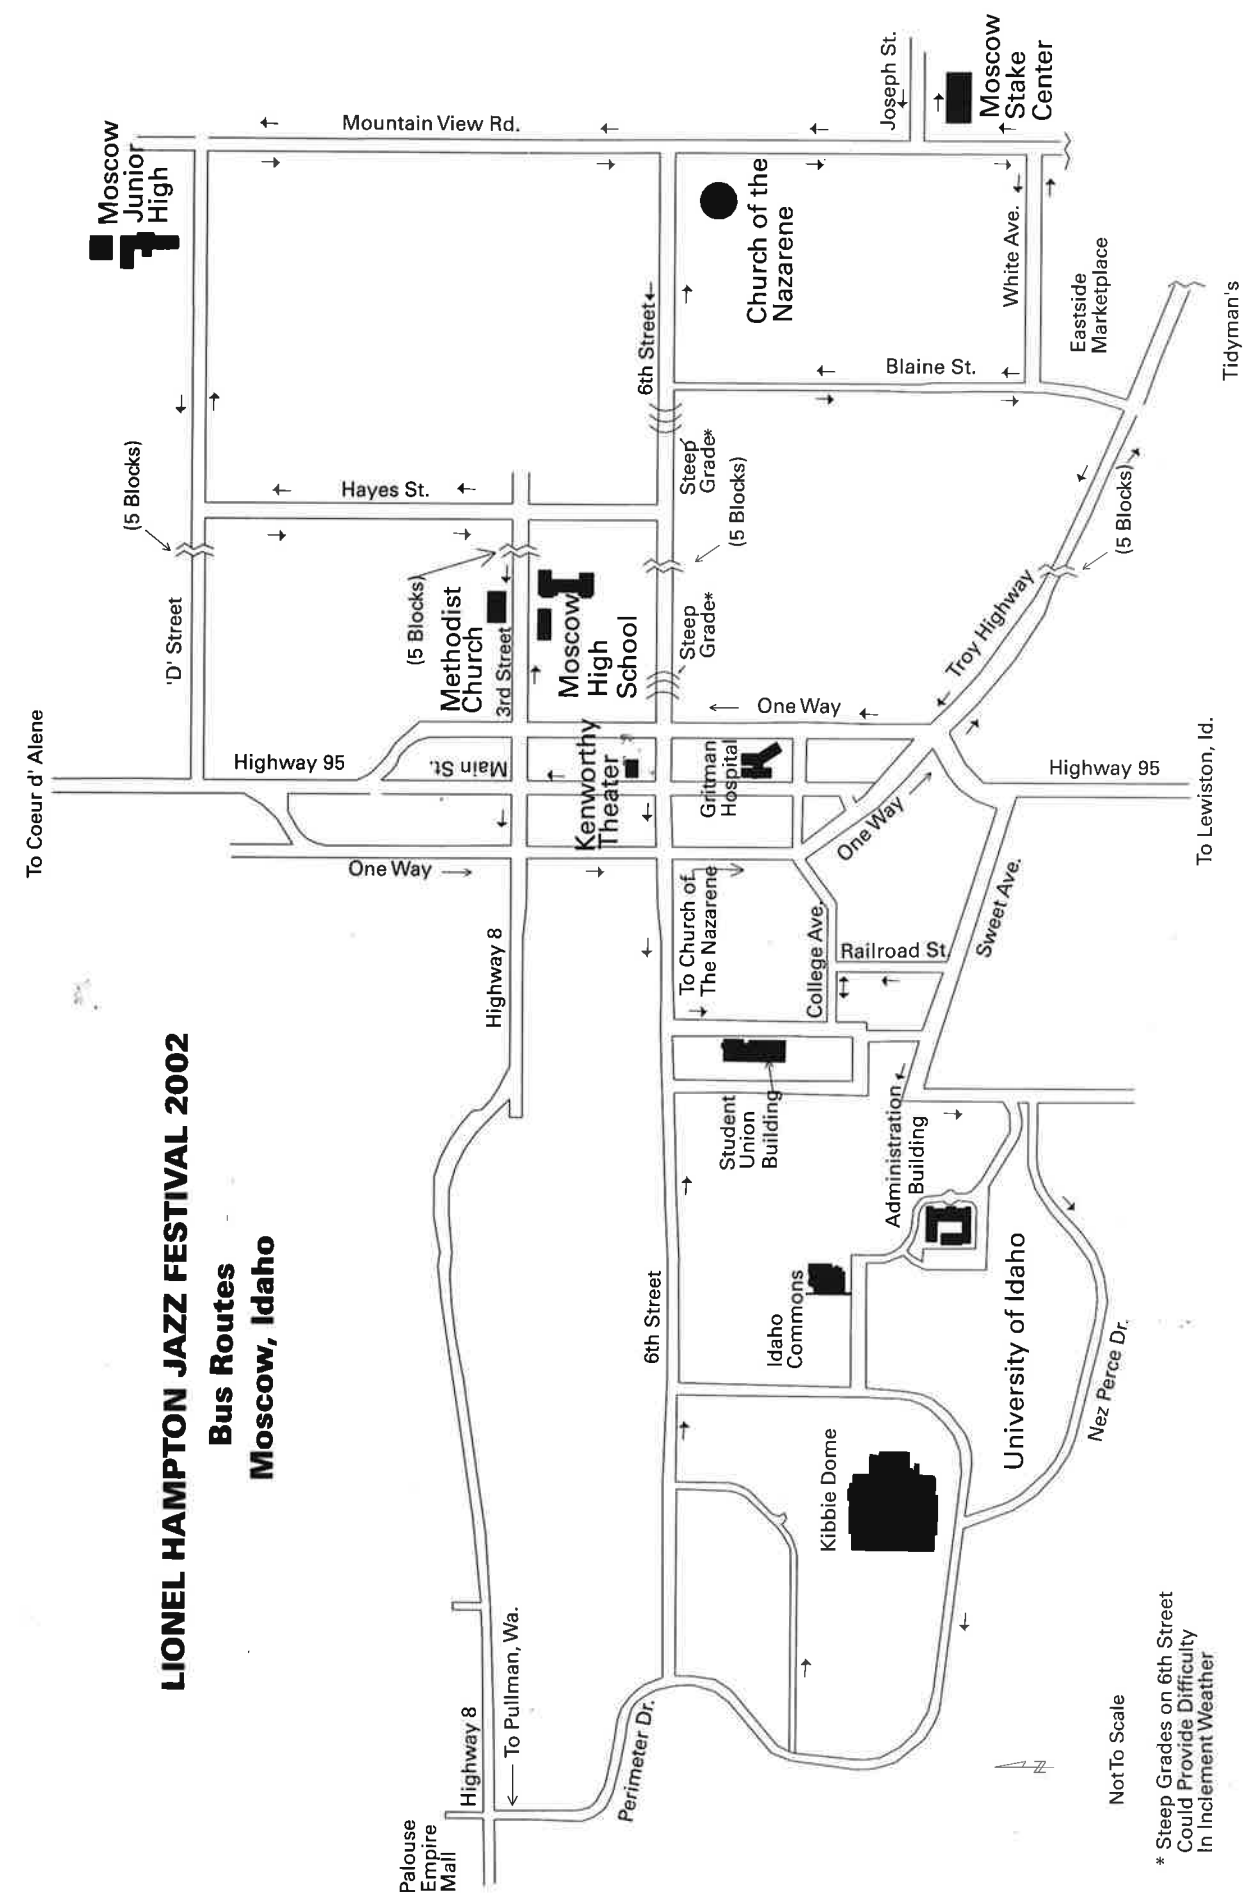 LIONEL HAMPTON JAZZ FESTIVAL 2002
Bus Routes
Moscow, Idaho
To Coeur d' Alene
'D' Street
(5 Blocks)
Moscow
Junior
High
Highway 95
One Way
Main St.
Hayes St.
Mountain View Rd.
Methodist
Church
(5 Blocks)
3rd Street
Moscow
High
School
Kenworthy
Theater
Highway 8
Highway 8
To Pullman, Wa.
Palouse
Empire
Mall
Perimeter Dr.
6th Street
6th Street
Steep
Grade*
Steep
Grade*
(5 Blocks)
Gritman
Hospital
One Way
One Way
To Church of
The Nazarene
College Ave.
Railroad St.
Sweet Ave.
Student
Union
Building
Administration
Building
Idaho
Commons
Kibbie Dome
University of Idaho
Nez Perce Dr.
Church of the
Nazarene
Blaine St.
White Ave.
Joseph St.
Moscow
Stake
Center
Eastside
Marketplace
Troy Highway
(5 Blocks)
Tidyman's
Highway 95
To Lewiston, Id.
N
Not To Scale
* Steep Grades on 6th Street
Could Provide Difficulty
In Inclement Weather